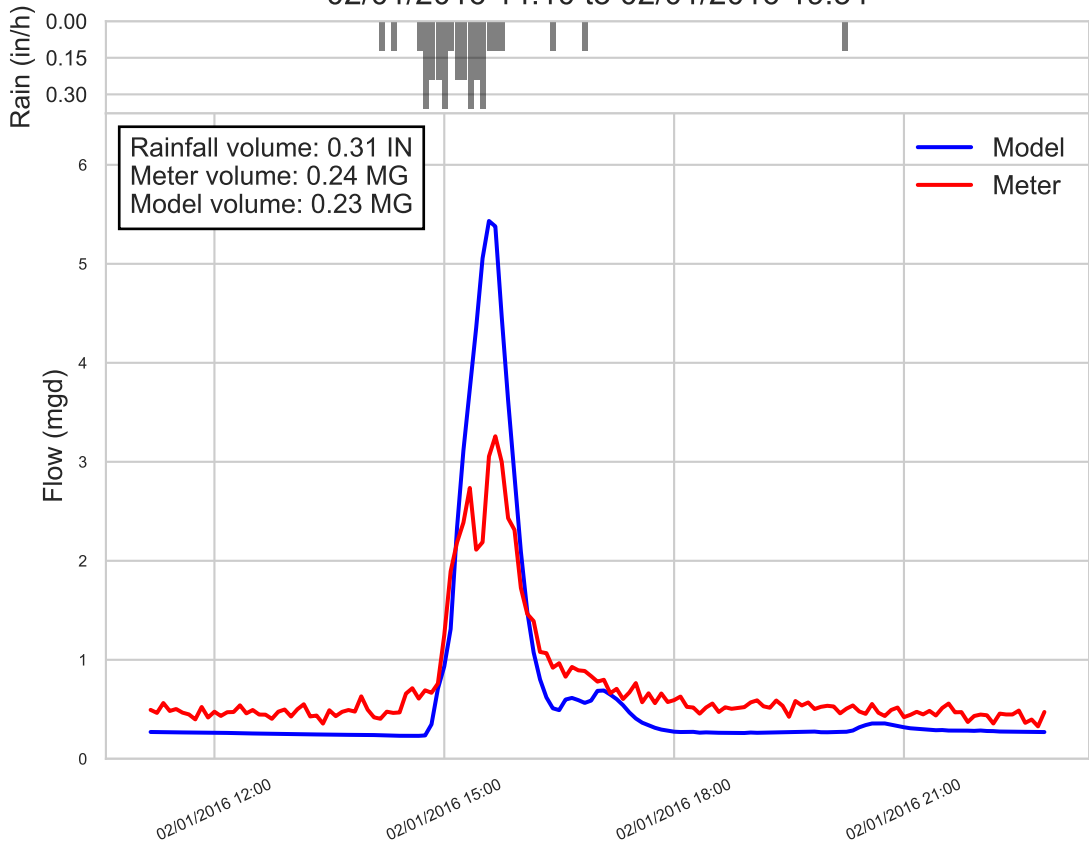 Rain (in/h)
0.00
0.15
0.30
Rainfall volume: 0.31 IN
Meter volume: 0.24 MG
Model volume: 0.23 MG
Model
Meter
Flow (mgd)
6
5
4
3
2
1
0
02/01/2016 12:00
02/01/2016 15:00
02/01/2016 18:00
02/01/2016 21:00